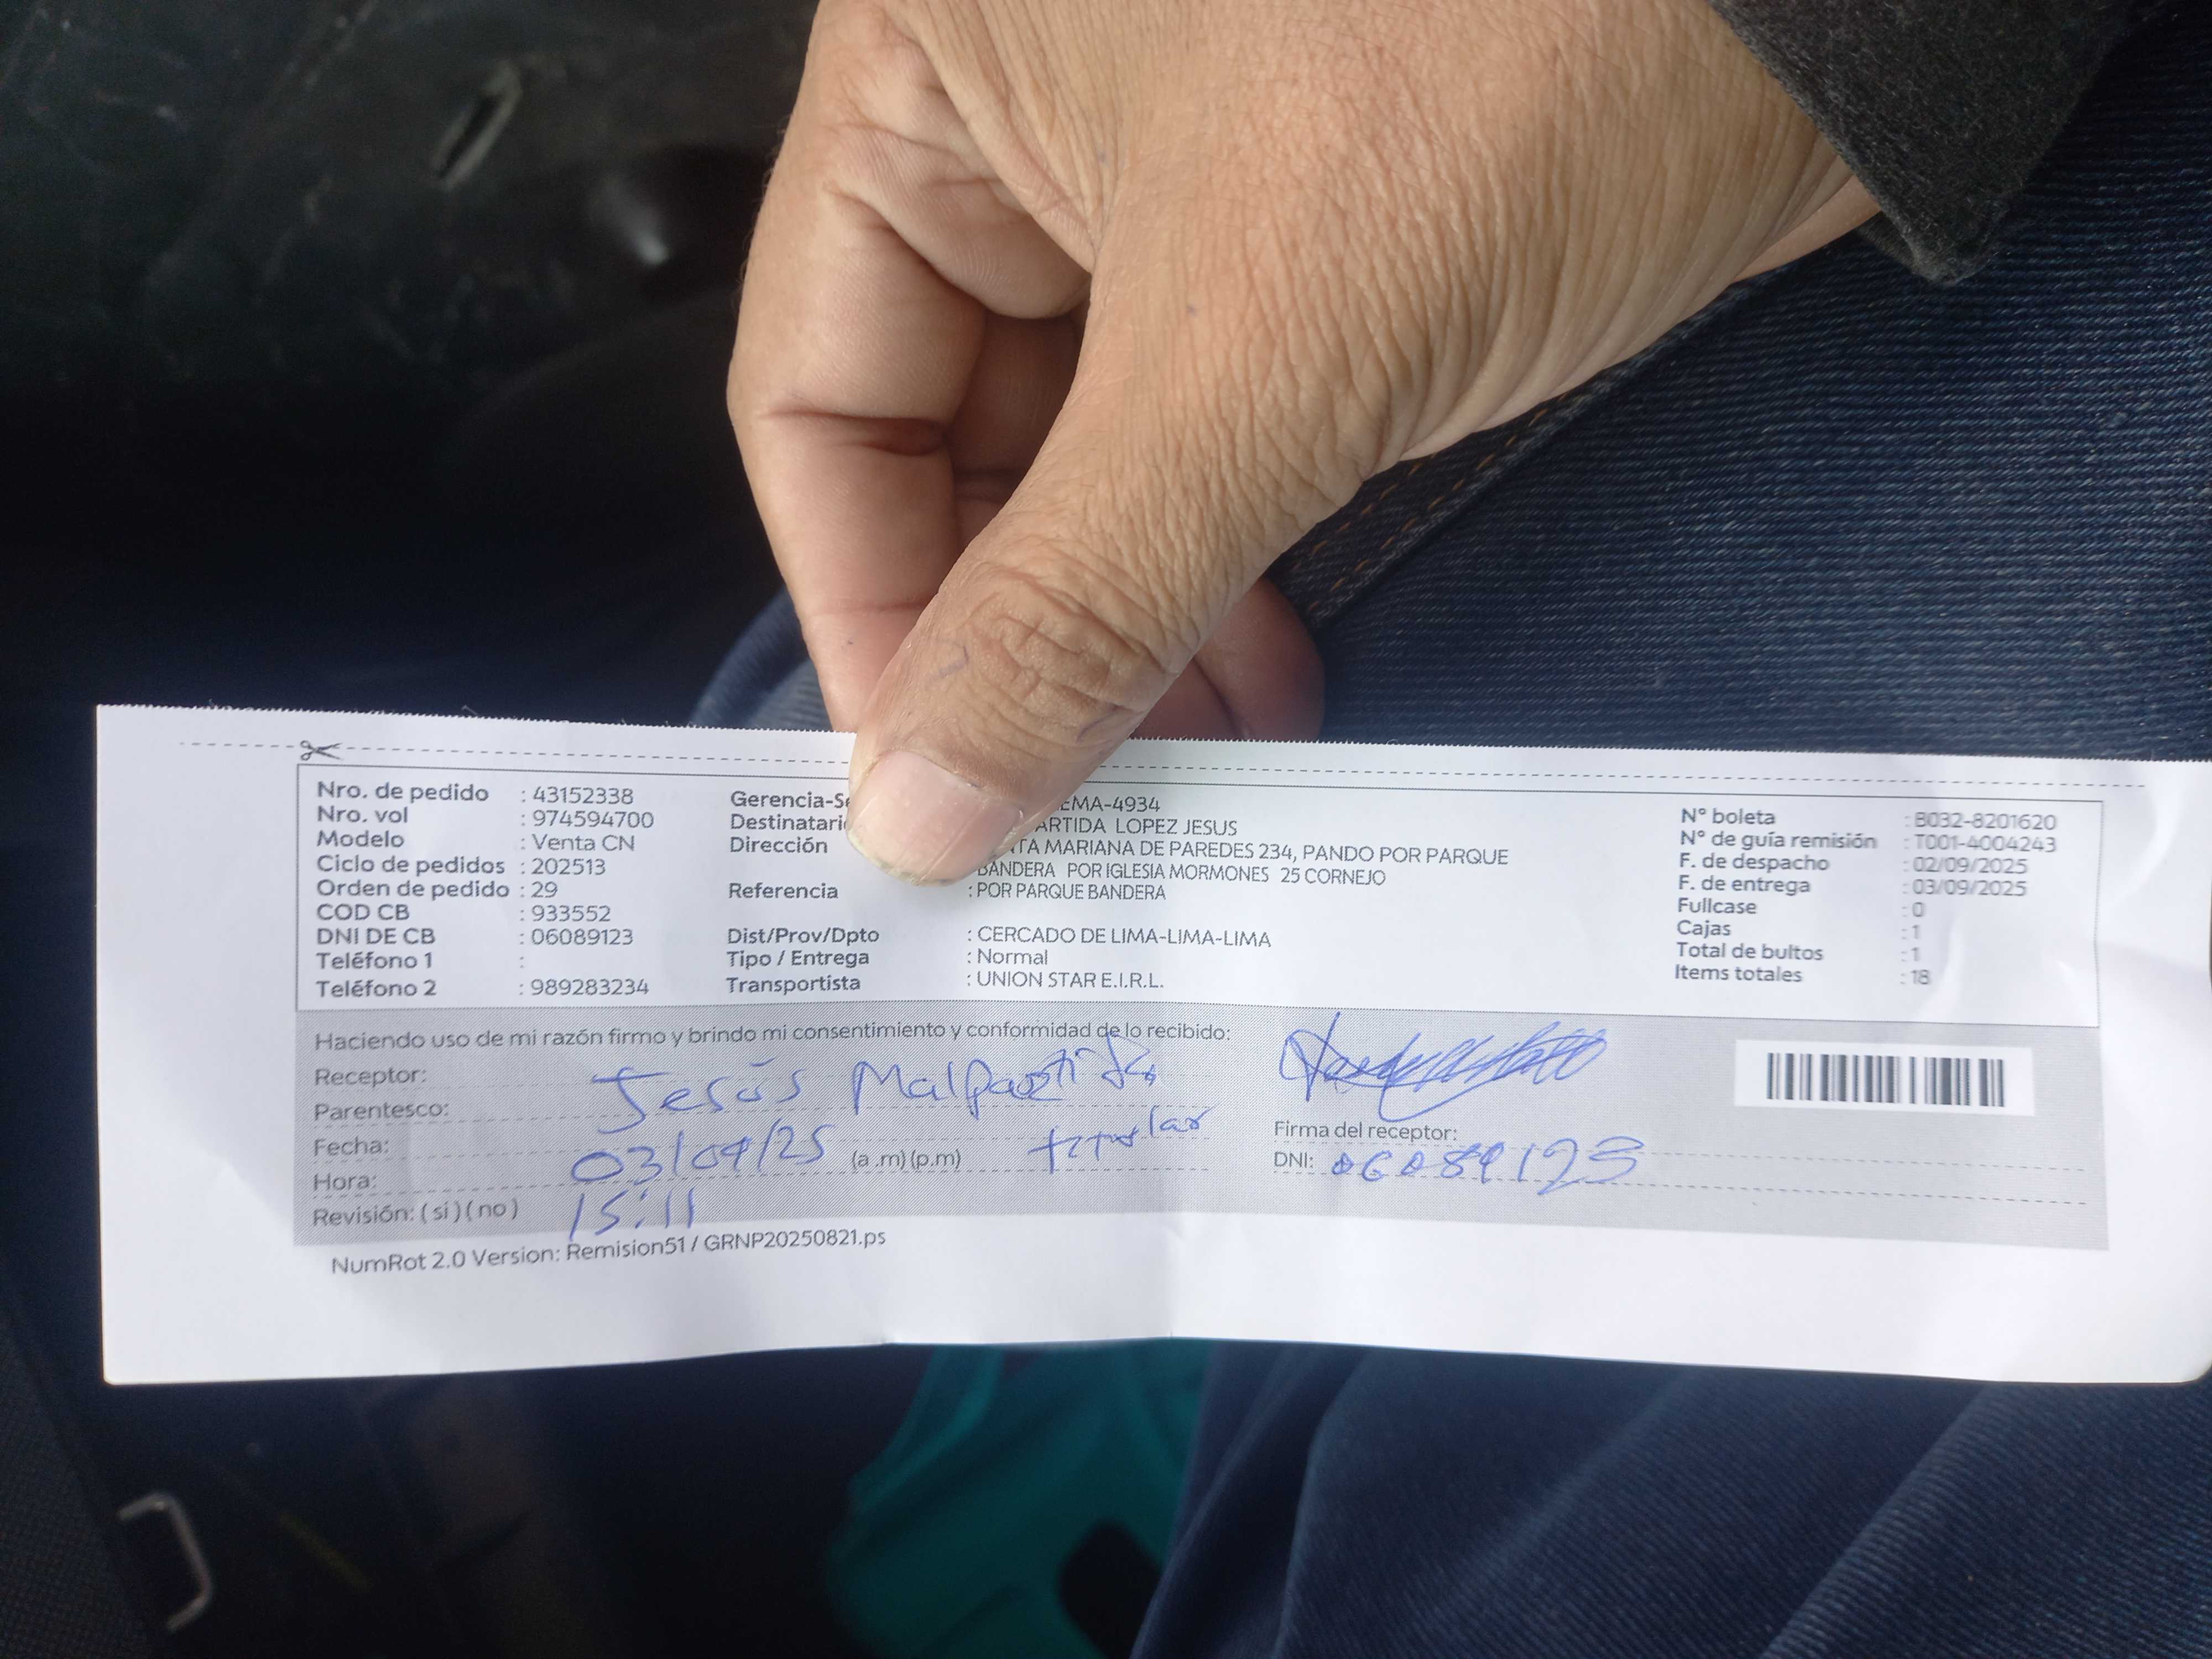 Nro. de pedido : 43152338
Nro. vol : 974594700
Modelo : Venta CN
Ciclo de pedidos : 202513
Orden de pedido : 29
COD CB : 933552
DNI DE CB : 06089123
Teléfono 1 :
Teléfono 2 : 989283234
Gerencia-Se EMA-4934
Destinatari ARTIDA LOPEZ JESUS
Dirección TA MARIANA DE PAREDES 234, PANDO POR PARQUE
BANDERA POR IGLESIA MORMONES 25 CORNEJO
Referencia : POR PARQUE BANDERA
Dist/Prov/Dpto : CERCADO DE LIMA-LIMA-LIMA
Tipo / Entrega : Normal
Transportista : UNION STAR E.I.R.L.
N° boleta : B032-8201620
N° de guía remisión : T001-4004243
F. de despacho : 02/09/2025
F. de entrega : 03/09/2025
Fullcase : 0
Cajas : 1
Total de bultos : 1
Items totales : 18
Haciendo uso de mi razón firmo y brindo mi consentimiento y conformidad de lo recibido:
Receptor: Jesús Malpartida
Parentesco: titular
Fecha: 03/09/25
Hora: 15:11 (a.m) (p.m)
Revisión: ( si ) ( no )
Firma del receptor:
DNI: 06089123
NumRot 2.0 Version: Remision51 / GRNP20250821.ps